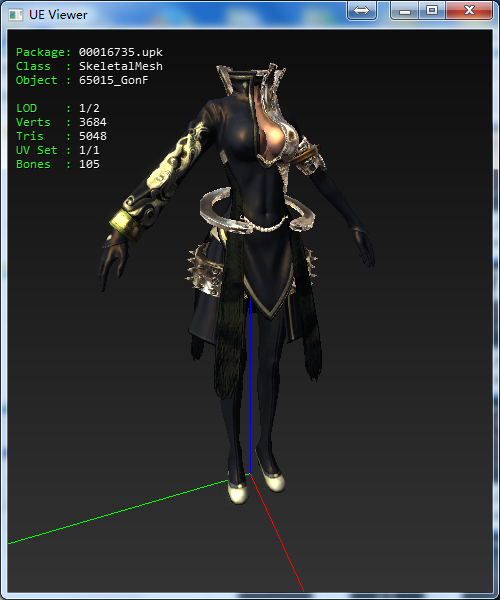 UE Viewer
Package: 00016735.upk
Class : SkeletalMesh
Object : 65015_GonF
LOD : 1/2
Verts : 3684
Tris : 5048
UV Set : 1/1
Bones : 105